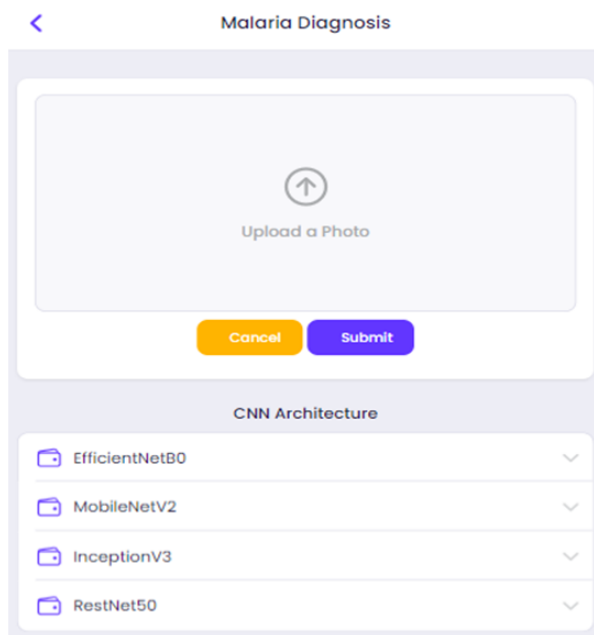 Malaria Diagnosis
Upload a Photo
Cancel Submit
CNN Architecture
EfficientNetB0
MobileNetV2
InceptionV3
RestNet50